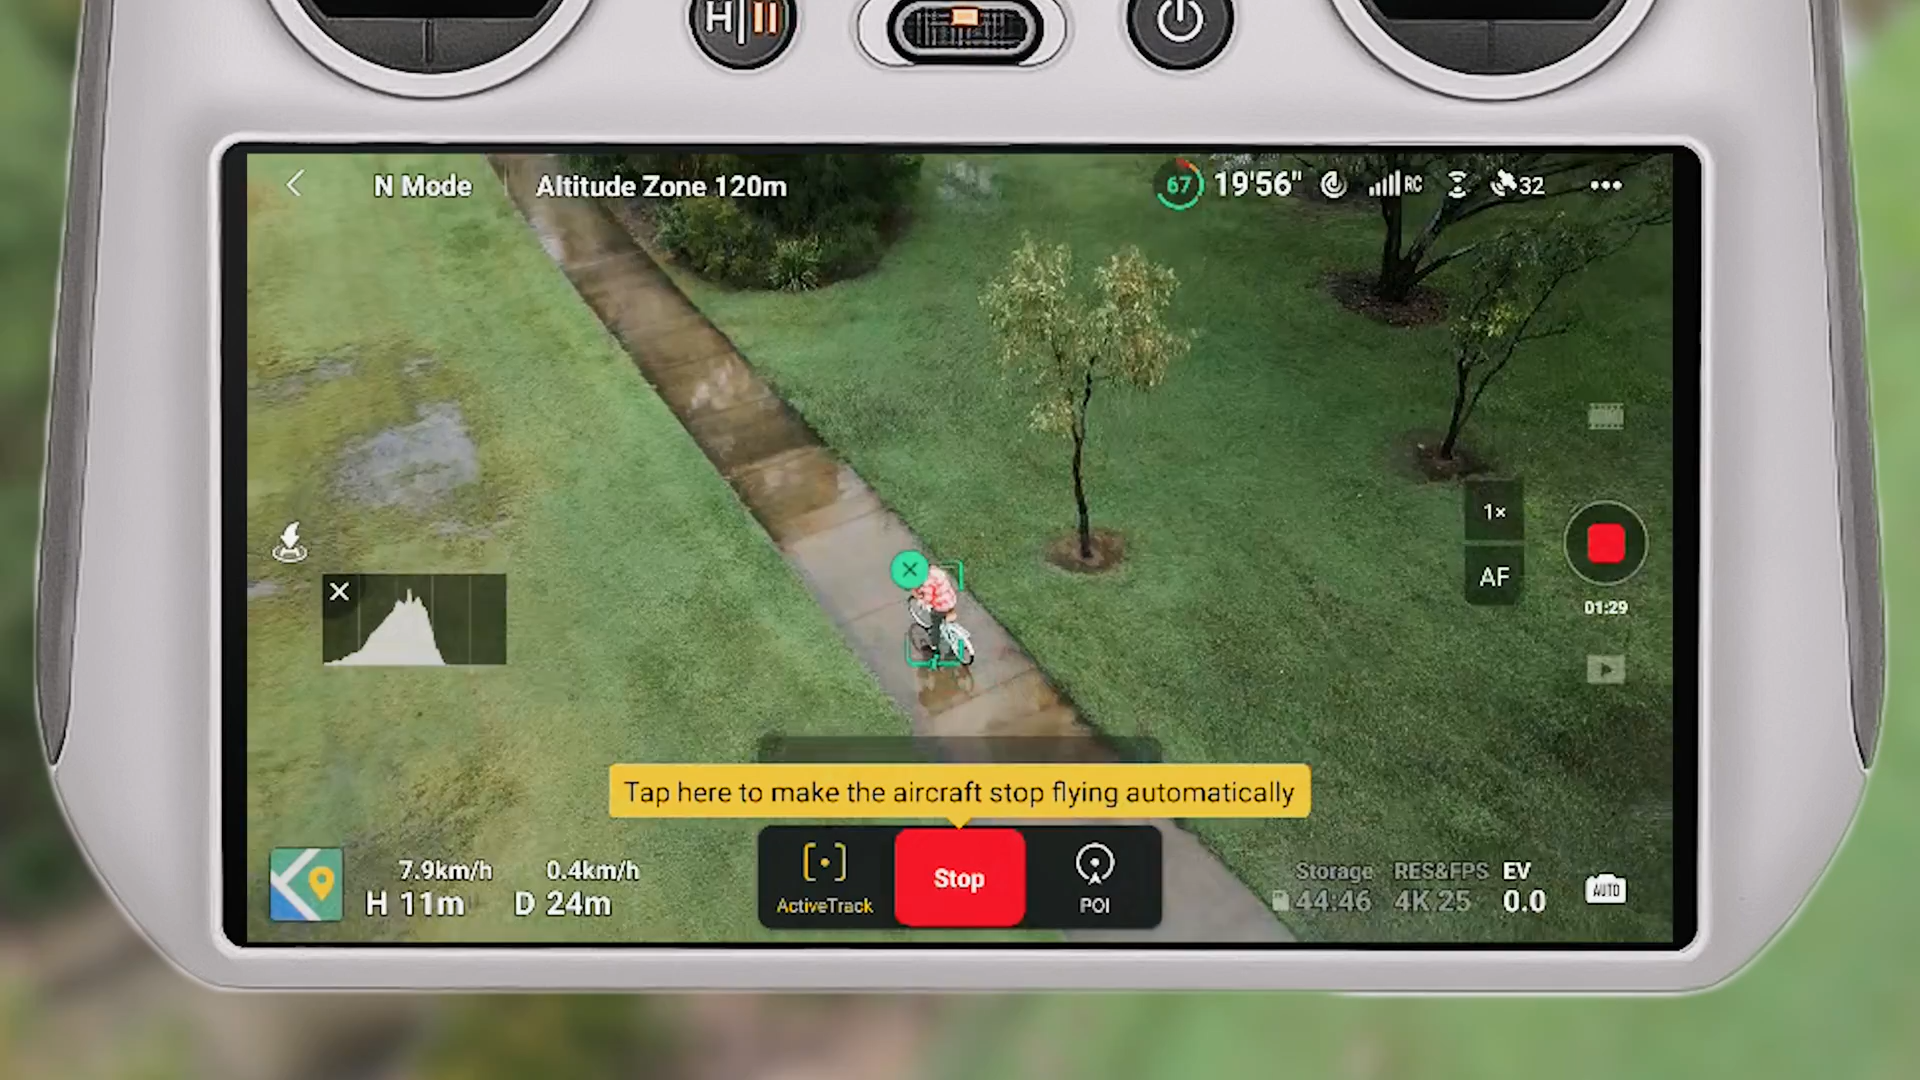 H
N Mode
Altitude Zone 120m
67
19'56"
RC
32
1×
AF
01:29
Tap here to make the aircraft stop flying automatically
7.9km/h
0.4km/h
H 11m
D 24m
ActiveTrack
Stop
POI
Storage
44:46
RES&FPS
4K 25
EV
0.0
AUTO